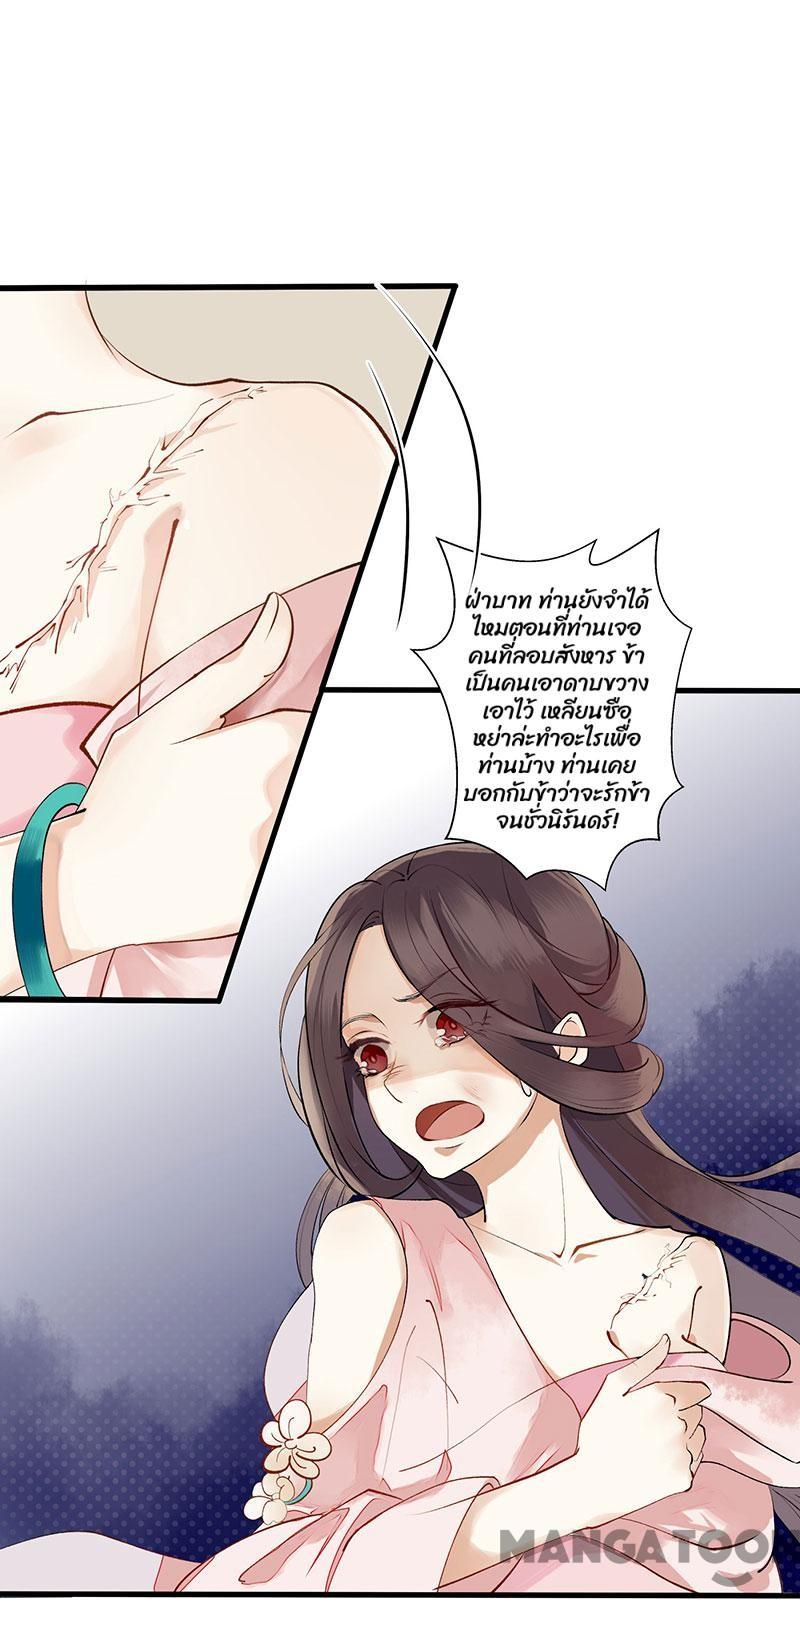 ฝ่าบาท ท่านยังจำได้
ไหมตอนที่ท่านเจอ
คนที่ลอบสังหาร ข้า
เป็นคนเอาดาบขวาง
เอาไว้ เหลียนซือ
หย่าล่ะทำอะไรเพื่อ
ท่านบ้าง ท่านเคย
บอกกับข้าว่าจะรักข้า
จนชั่วนิรันดร์!
MANGATOON